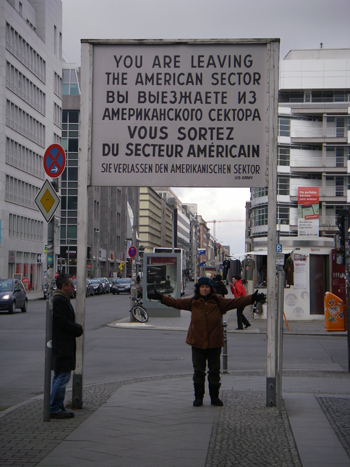 YOU ARE LEAVING
THE AMERICAN SECTOR
ВЫ ВЫЕЗЖАЕТЕ ИЗ
АМЕРИКАНСКОГО СЕКТОРА
VOUS SORTEZ
DU SECTEUR AMÉRICAIN
SIE VERLASSEN DEN AMERIKANISCHEN SEKTOR